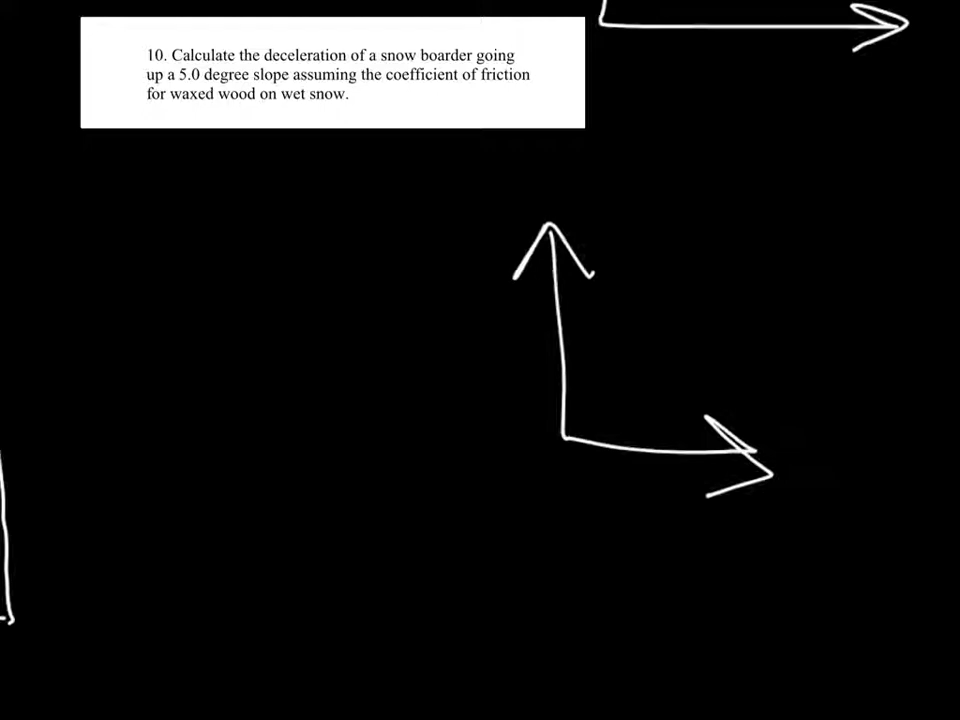 10. Calculate the deceleration of a snow boarder going
up a 5.0 degree slope assuming the coefficient of friction
for waxed wood on wet snow.